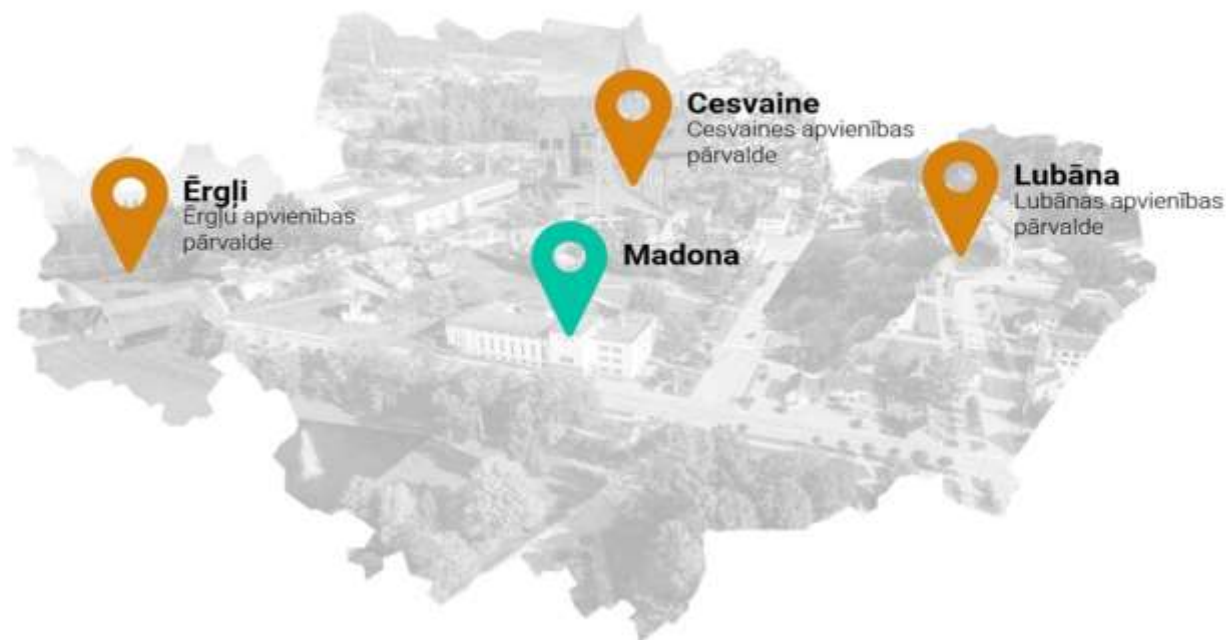 Cesvaine
Cesvaines apvienības
pārvalde
Ērgļi
Ērgļu apvienības
pārvalde
Lubāna
Lubānas apvienības
pārvalde
Madona